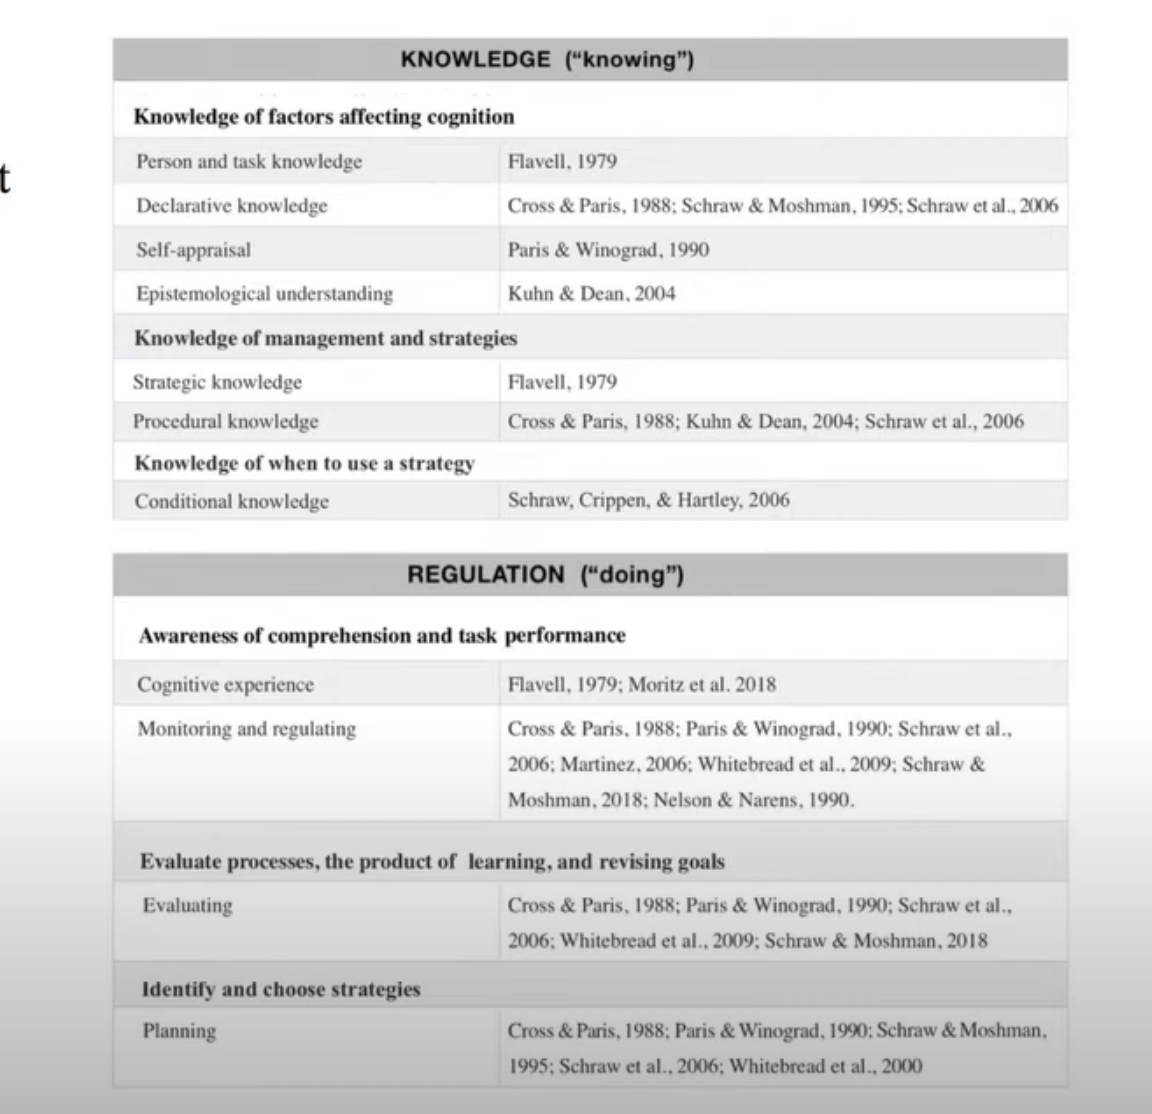 t
KNOWLEDGE (“knowing”)
Knowledge of factors affecting cognition
Person and task knowledge Flavell, 1979
Declarative knowledge Cross & Paris, 1988; Schraw & Moshman, 1995; Schraw et al., 2006
Self-appraisal Paris & Winograd, 1990
Epistemological understanding Kuhn & Dean, 2004
Knowledge of management and strategies
Strategic knowledge Flavell, 1979
Procedural knowledge Cross & Paris, 1988; Kuhn & Dean, 2004; Schraw et al., 2006
Knowledge of when to use a strategy
Conditional knowledge Schraw, Crippen, & Hartley, 2006
REGULATION (“doing”)
Awareness of comprehension and task performance
Cognitive experience Flavell, 1979; Moritz et al. 2018
Monitoring and regulating Cross & Paris, 1988; Paris & Winograd, 1990; Schraw et al.,
2006; Martinez, 2006; Whitebread et al., 2009; Schraw &
Moshman, 2018; Nelson & Narens, 1990.
Evaluate processes, the product of learning, and revising goals
Evaluating Cross & Paris, 1988; Paris & Winograd, 1990; Schraw et al.,
2006; Whitebread et al., 2009; Schraw & Moshman, 2018
Identify and choose strategies
Planning Cross & Paris, 1988; Paris & Winograd, 1990; Schraw & Moshman,
1995; Schraw et al., 2006; Whitebread et al., 2000